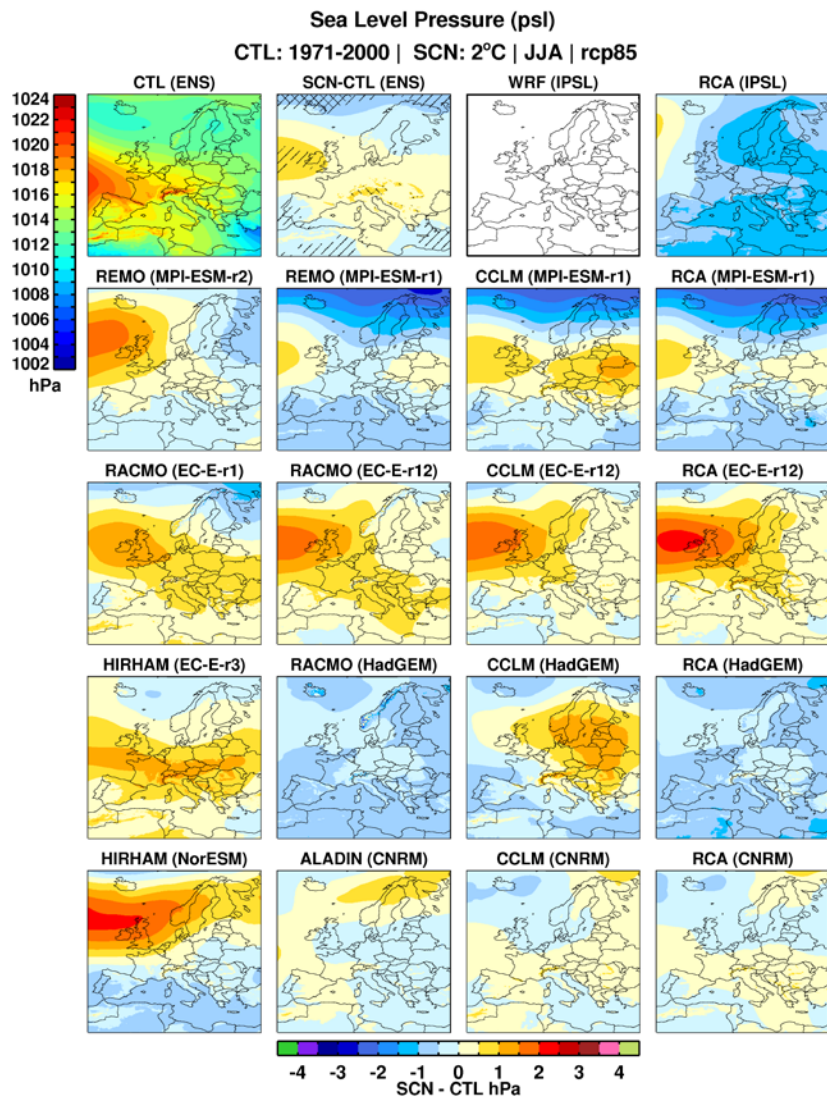 Sea Level Pressure (psl)
CTL: 1971-2000 | SCN: 2°C | JJA | rcp85
CTL (ENS) SCN-CTL (ENS) WRF (IPSL) RCA (IPSL)
1024
1022
1020
1018
1016
1014
1012
1010
1008
1006
1004
1002
hPa
REMO (MPI-ESM-r2) REMO (MPI-ESM-r1) CCLM (MPI-ESM-r1) RCA (MPI-ESM-r1)
RACMO (EC-E-r1) RACMO (EC-E-r12) CCLM (EC-E-r12) RCA (EC-E-r12)
HIRHAM (EC-E-r3) RACMO (HadGEM) CCLM (HadGEM) RCA (HadGEM)
HIRHAM (NorESM) ALADIN (CNRM) CCLM (CNRM) RCA (CNRM)
-4 -3 -2 -1 0 1 2 3 4
SCN - CTL hPa